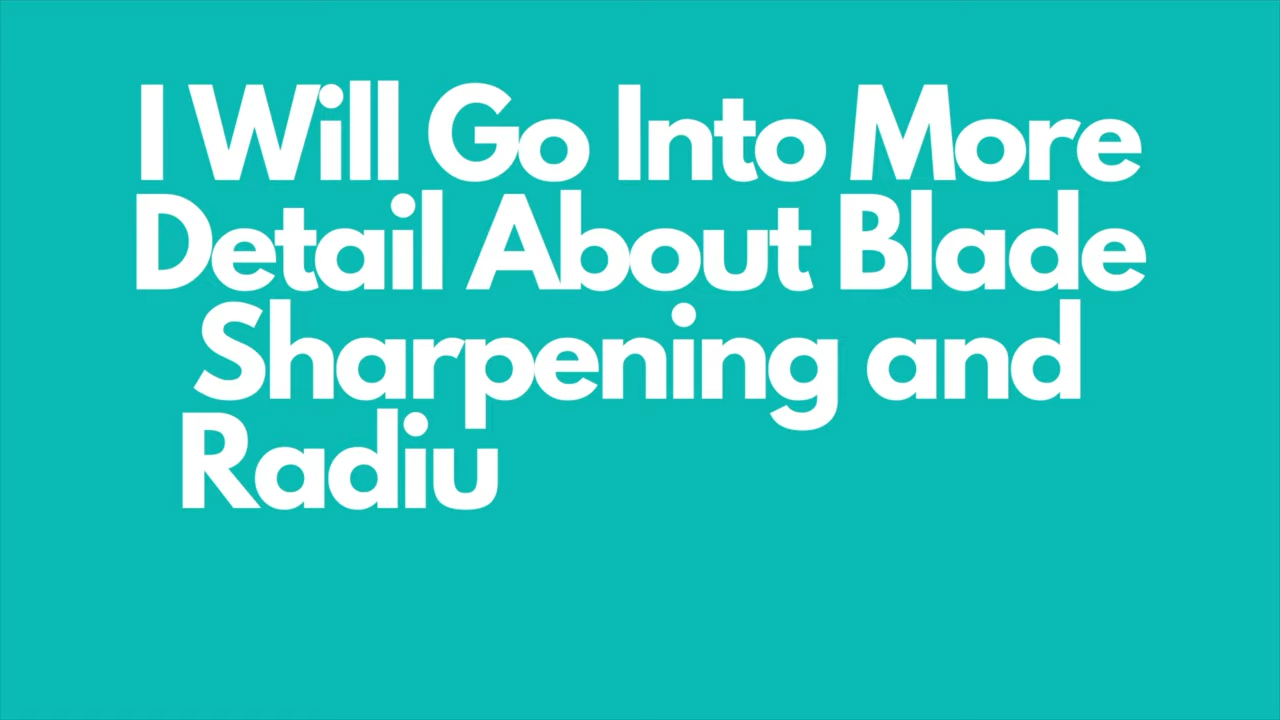 I Will Go Into More
Detail About Blade
Sharpening and
Radiu